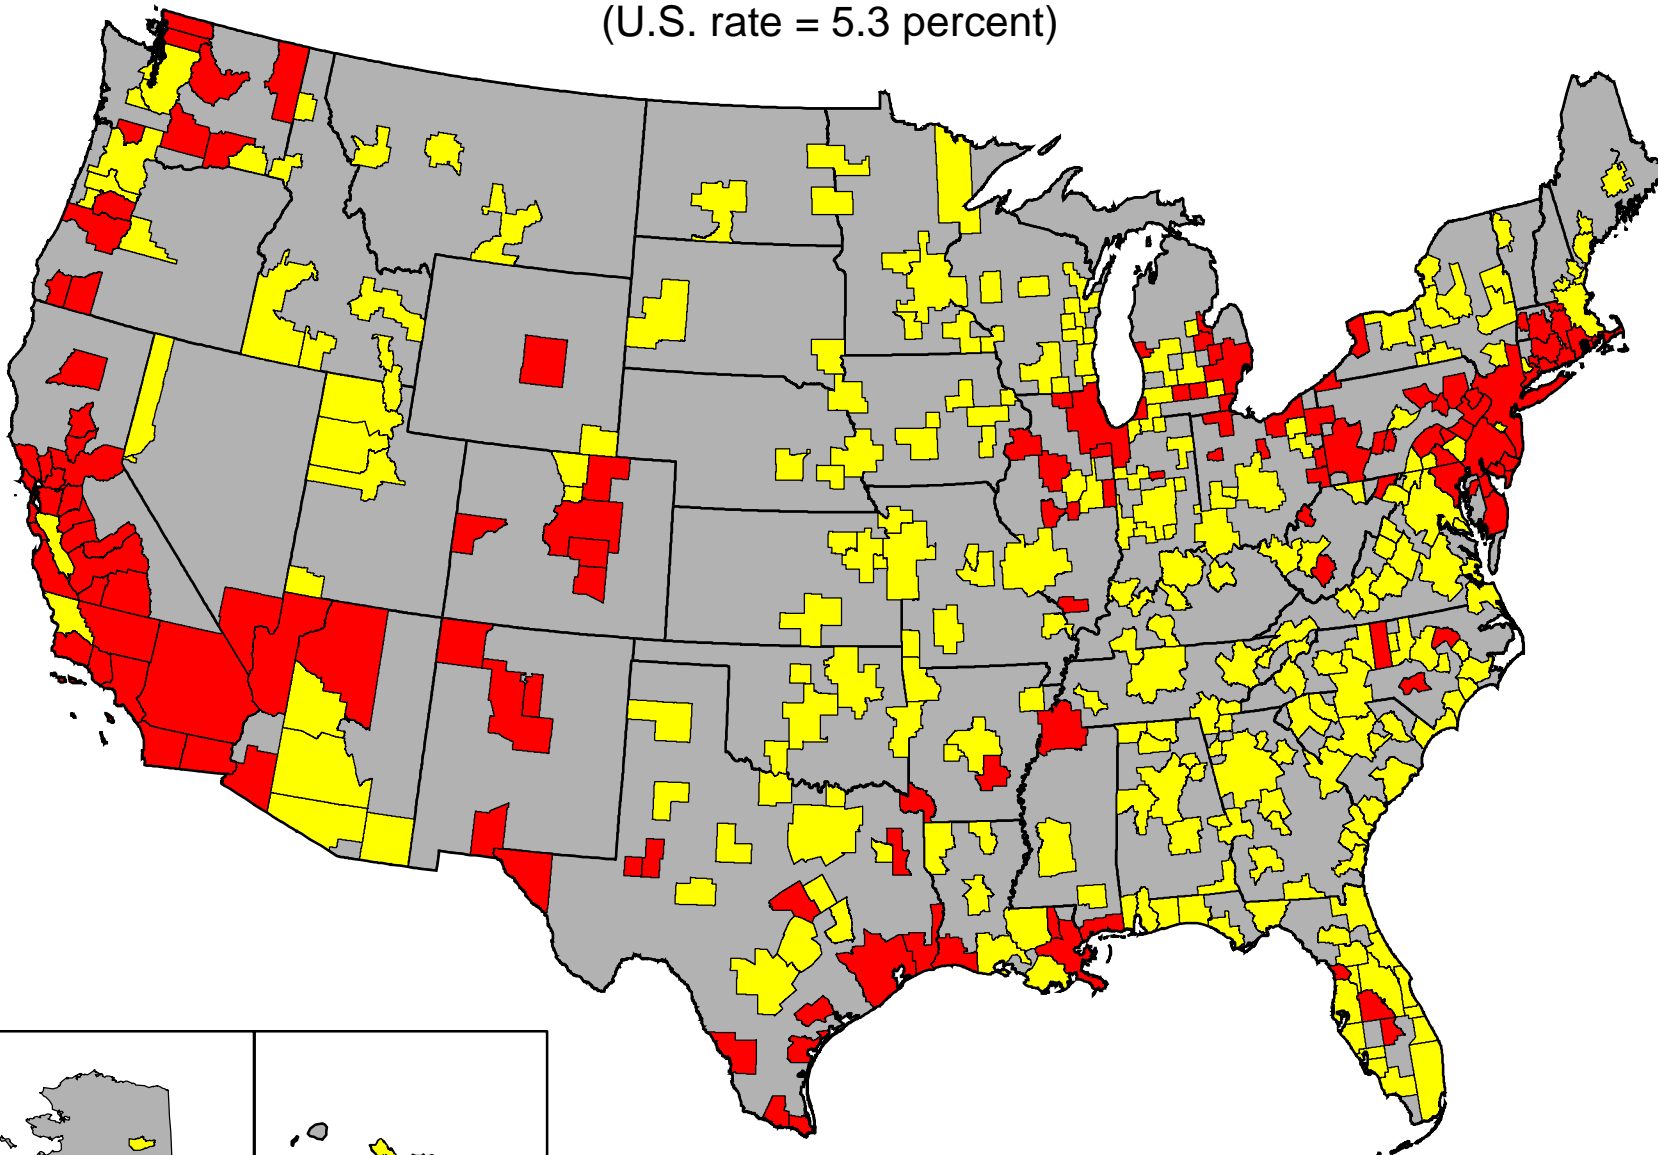 (U.S. rate = 5.3 percent)